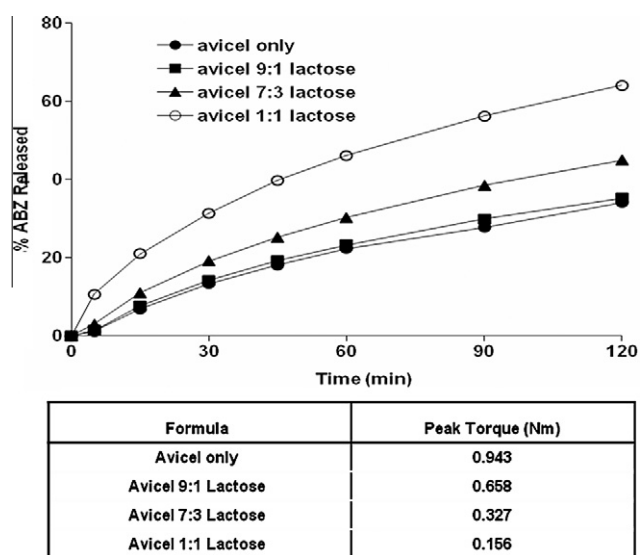 80
avicel only
avicel 9:1 lactose
avicel 7:3 lactose
avicel 1:1 lactose
60
% ABZ Released
0
20
0
0 30 60 90 120
Time (min)
Formula Peak Torque (Nm)
Avicel only 0.943
Avicel 9:1 Lactose 0.658
Avicel 7:3 Lactose 0.327
Avicel 1:1 Lactose 0.156